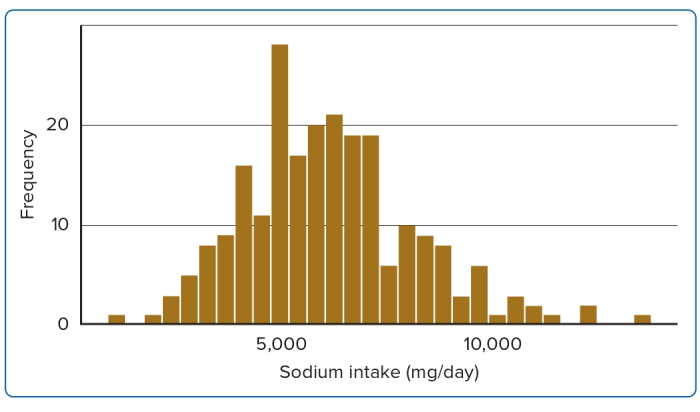 Frequency
20
10
0
5,000 10,000
Sodium intake (mg/day)